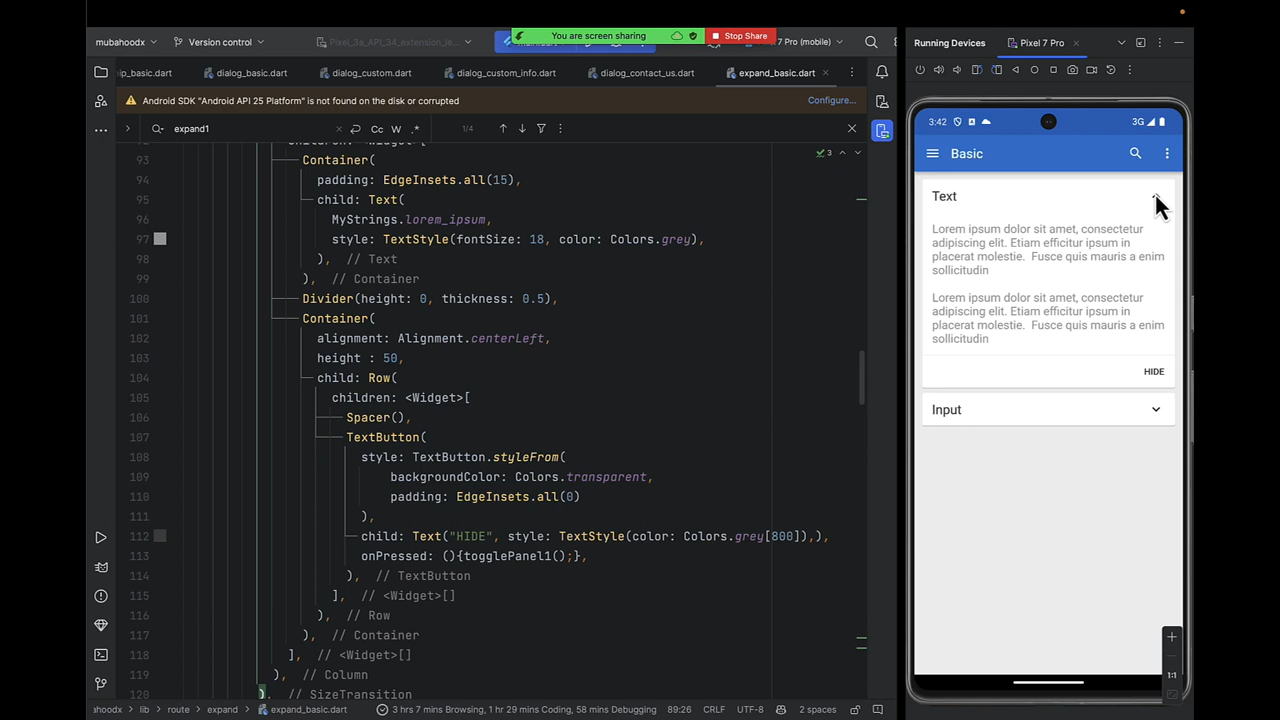 You are screen sharing
Stop Share
mubahoodx
Version control
Pixel_3a_API_34_extension_le
main.dart
7 Pro (mobile)
Running Devices
Pixel 7 Pro
ip_basic.dart
dialog_basic.dart
dialog_custom.dart
dialog_custom_info.dart
dialog_contact_us.dart
expand_basic.dart
Android SDK "Android API 25 Platform" is not found on the disk or corrupted
Configure...
expand1
Cc
W
.*
1/4
3
93 Container(
94 padding: EdgeInsets.all(15),
95 child: Text(
96 MyStrings.lorem_ipsum,
97 style: TextStyle(fontSize: 18, color: Colors.grey),
98 ), // Text
99 ), // Container
100 Divider(height: 0, thickness: 0.5),
101 Container(
102 alignment: Alignment.centerLeft,
103 height : 50,
104 child: Row(
105 children: <Widget>[
106 Spacer(),
107 TextButton(
108 style: TextButton.styleFrom(
109 backgroundColor: Colors.transparent,
110 padding: EdgeInsets.all(0)
111 ),
112 child: Text("HIDE", style: TextStyle(color: Colors.grey[800]),),
113 onPressed: (){togglePanel1();},
114 ), // TextButton
115 ], // <Widget>[]
116 ), // Row
117 ), // Container
118 ], // <Widget>[]
119 ), // Column
120 ), // SizeTransition
3:42
3G
Basic
Text
Lorem ipsum dolor sit amet, consectetur
adipiscing elit. Etiam efficitur ipsum in
placerat molestie.  Fusce quis mauris a enim
sollicitudin
Lorem ipsum dolor sit amet, consectetur
adipiscing elit. Etiam efficitur ipsum in
placerat molestie.  Fusce quis mauris a enim
sollicitudin
HIDE
Input
1:1
ahoodx
lib
route
expand
expand_basic.dart
3 hrs 7 mins Browsing, 1 hr 29 mins Coding, 58 mins Debugging
89:26
CRLF
UTF-8
2 spaces